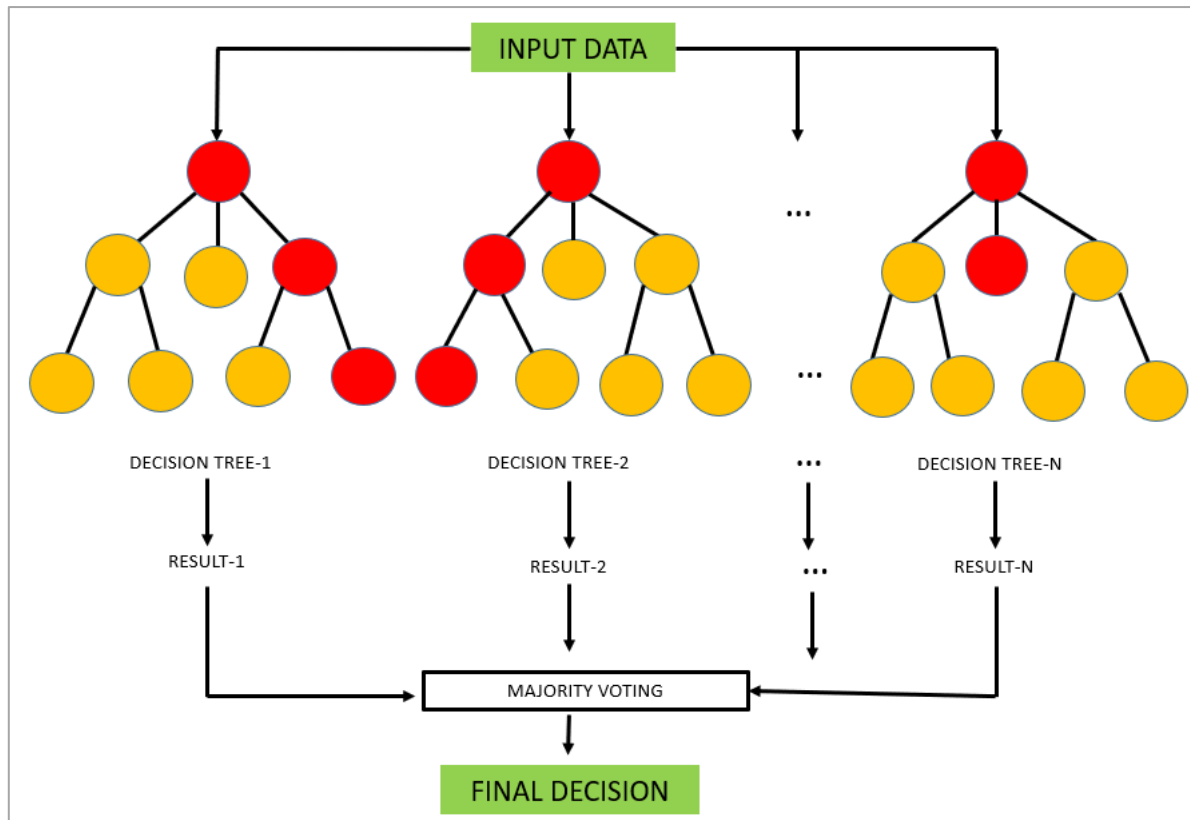 INPUT DATA
...
...
DECISION TREE-1
DECISION TREE-2
...
DECISION TREE-N
RESULT-1
RESULT-2
...
RESULT-N
MAJORITY VOTING
FINAL DECISION